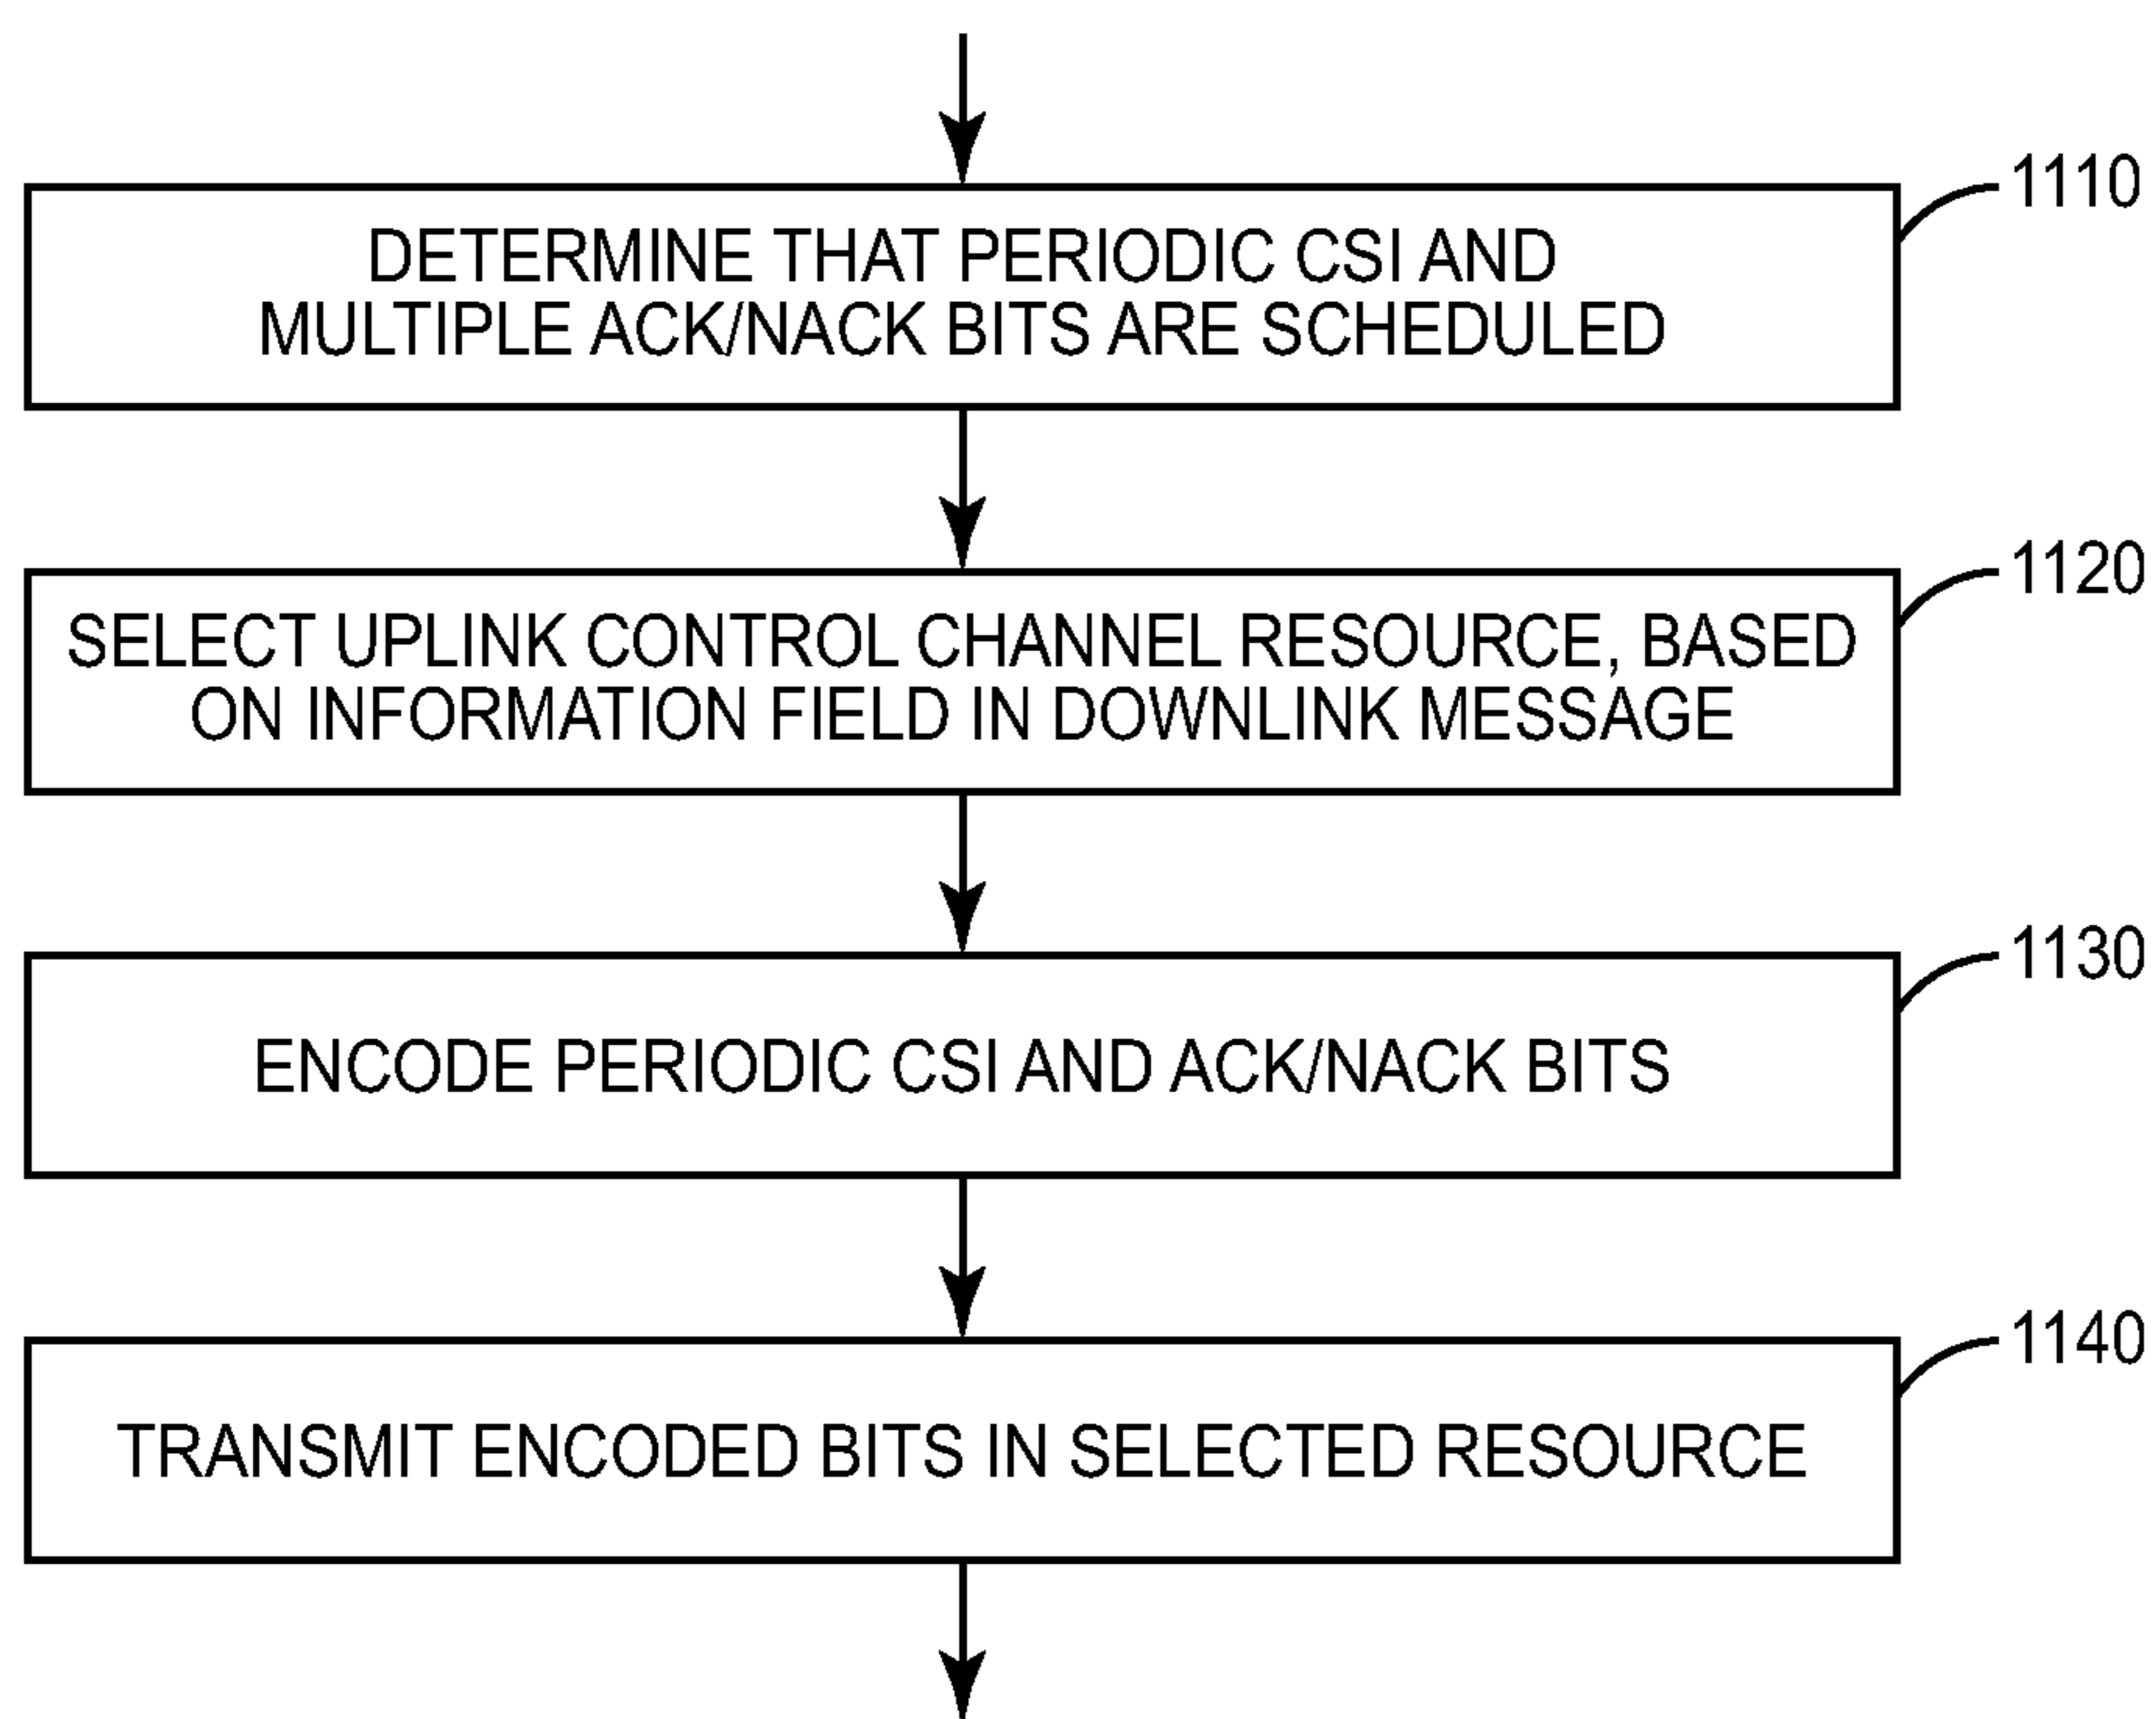 1110
DETERMINE THAT PERIODIC CSI AND
MULTIPLE ACK/NACK BITS ARE SCHEDULED
1120
SELECT UPLINK CONTROL CHANNEL RESOURCE, BASED
ON INFORMATION FIELD IN DOWNLINK MESSAGE
1130
ENCODE PERIODIC CSI AND ACK/NACK BITS
1140
TRANSMIT ENCODED BITS IN SELECTED RESOURCE